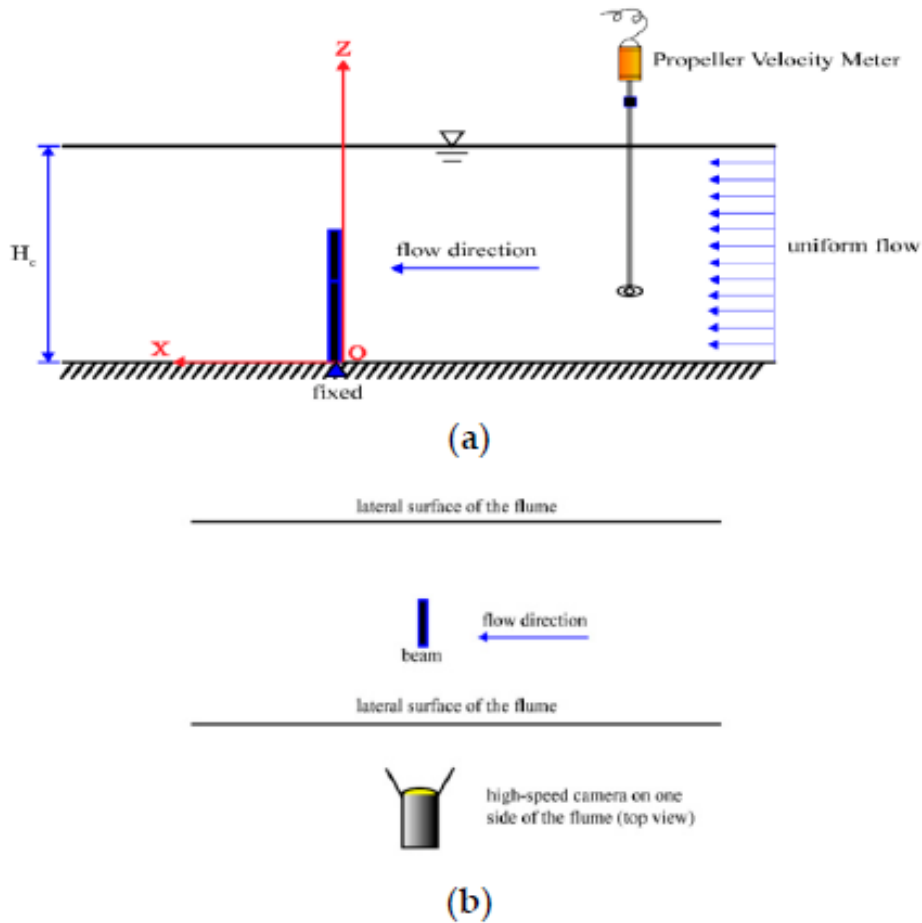 Z
Propeller Velocity Meter
H_c
flow direction
uniform flow
X
O
fixed
(a)
lateral surface of the flume
flow direction
beam
lateral surface of the flume
high-speed camera on one
side of the flume (top view)
(b)